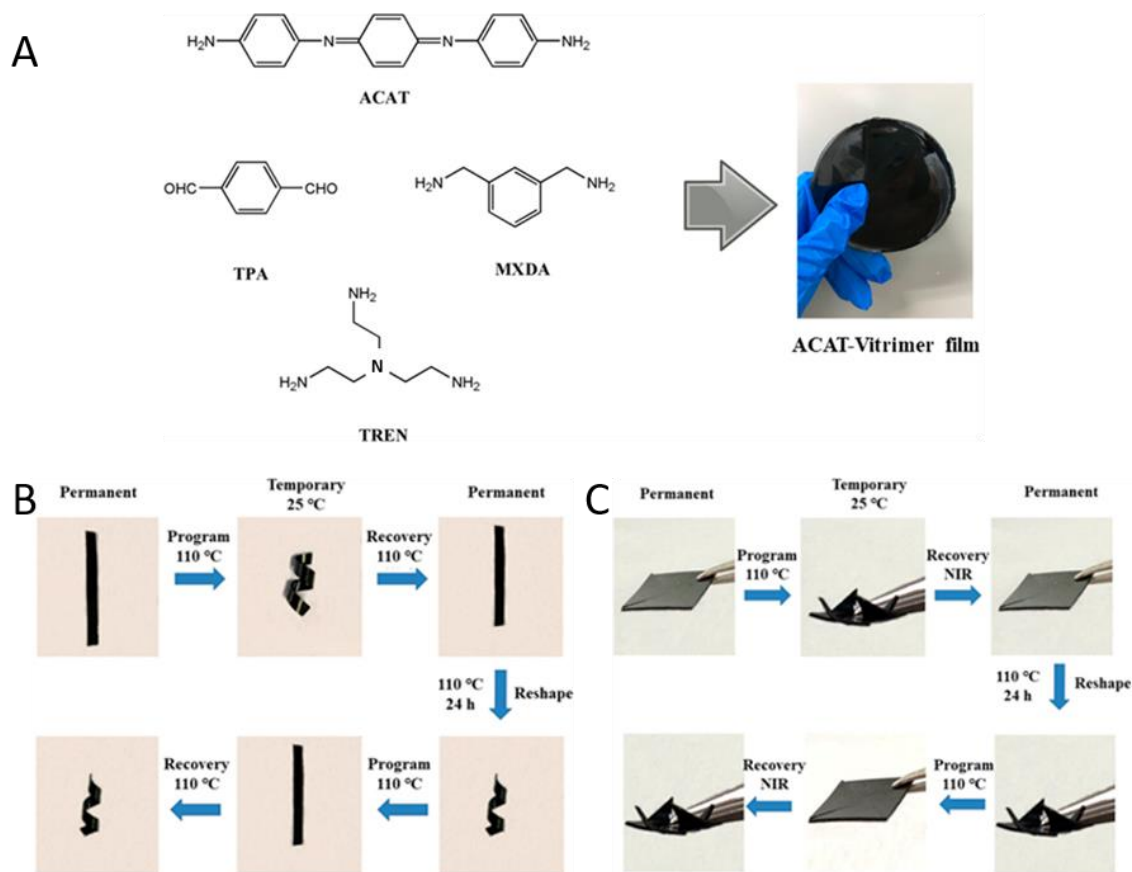 A
H₂N
N
N
NH₂
ACAT
OHC
CHO
TPA
H₂N
NH₂
MXDA
NH₂
N
H₂N
NH₂
TREN
ACAT-Vitrimer film
B
Permanent
Temporary
25 °C
Permanent
Program
110 °C
Recovery
110 °C
110 °C
24 h
Reshape
Recovery
110 °C
Program
110 °C
C
Permanent
Temporary
25 °C
Permanent
Program
110 °C
Recovery
NIR
110 °C
24 h
Reshape
Recovery
NIR
Program
110 °C